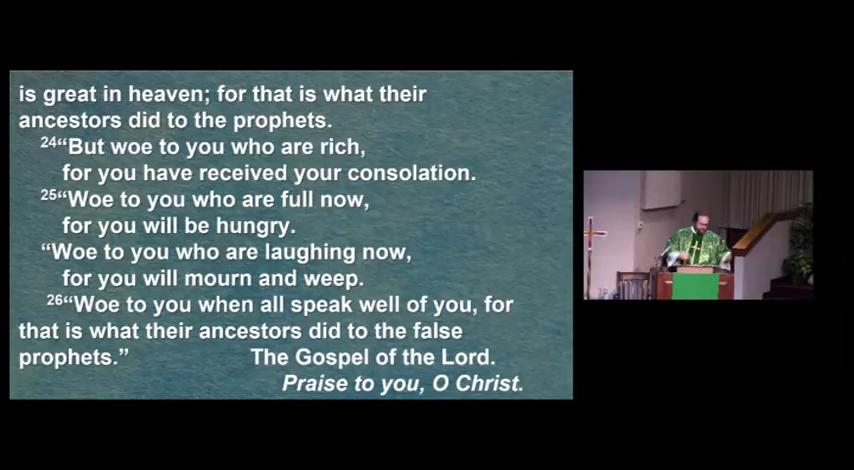 is great in heaven; for that is what their
ancestors did to the prophets.
24“But woe to you who are rich,
for you have received your consolation.
25“Woe to you who are full now,
for you will be hungry.
“Woe to you who are laughing now,
for you will mourn and weep.
26“Woe to you when all speak well of you, for
that is what their ancestors did to the false
prophets.” The Gospel of the Lord.
Praise to you, O Christ.